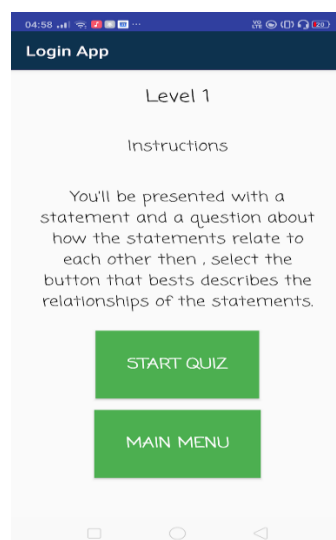 04:58
Login App
Level 1
Instructions
You'll be presented with a
statement and a question about
how the statements relate to
each other then , select the
button that bests describes the
relationships of the statements.
START QUIZ
MAIN MENU